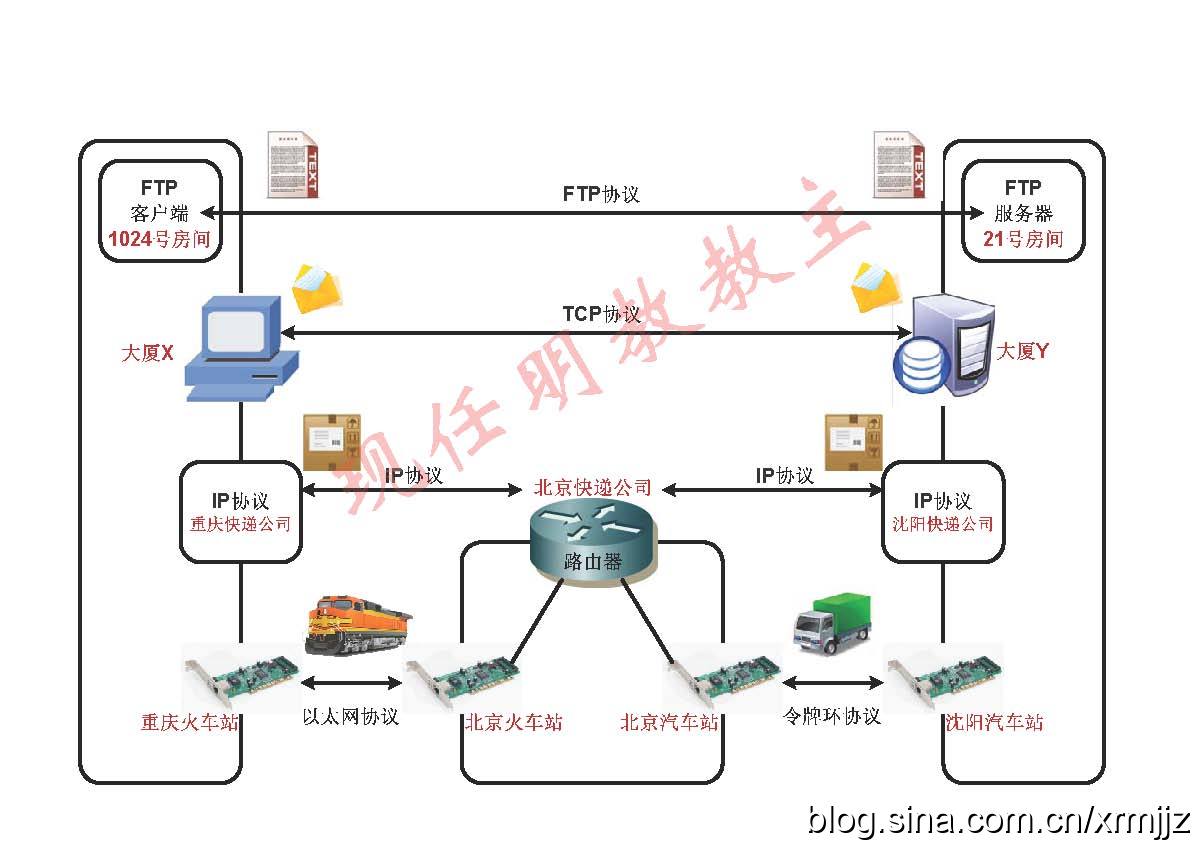 TEXT
TEXT
FTP
客户端
1024号房间
FTP协议
FTP
服务器
21号房间
大厦X
TCP协议
大厦Y
现任明教教主
IP协议
重庆快递公司
IP协议
北京快递公司
路由器
IP协议
IP协议
沈阳快递公司
重庆火车站
以太网协议
北京火车站
北京汽车站
令牌环协议
沈阳汽车站
blog.sina.com.cn/xrmjjz